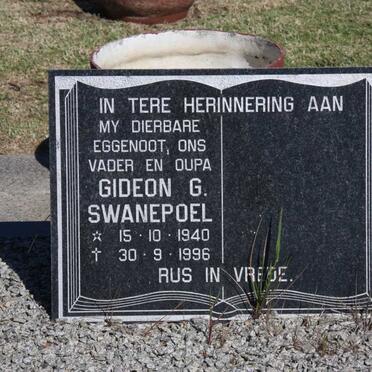 IN TERE HERINNERING AAN
MY DIERBARE
EGGENOOT, ONS
VADER EN OUPA
GIDEON G.
SWANEPOEL
☆ 15 · 10 · 1940
† 30 · 9 · 1996
RUS IN VREDE.